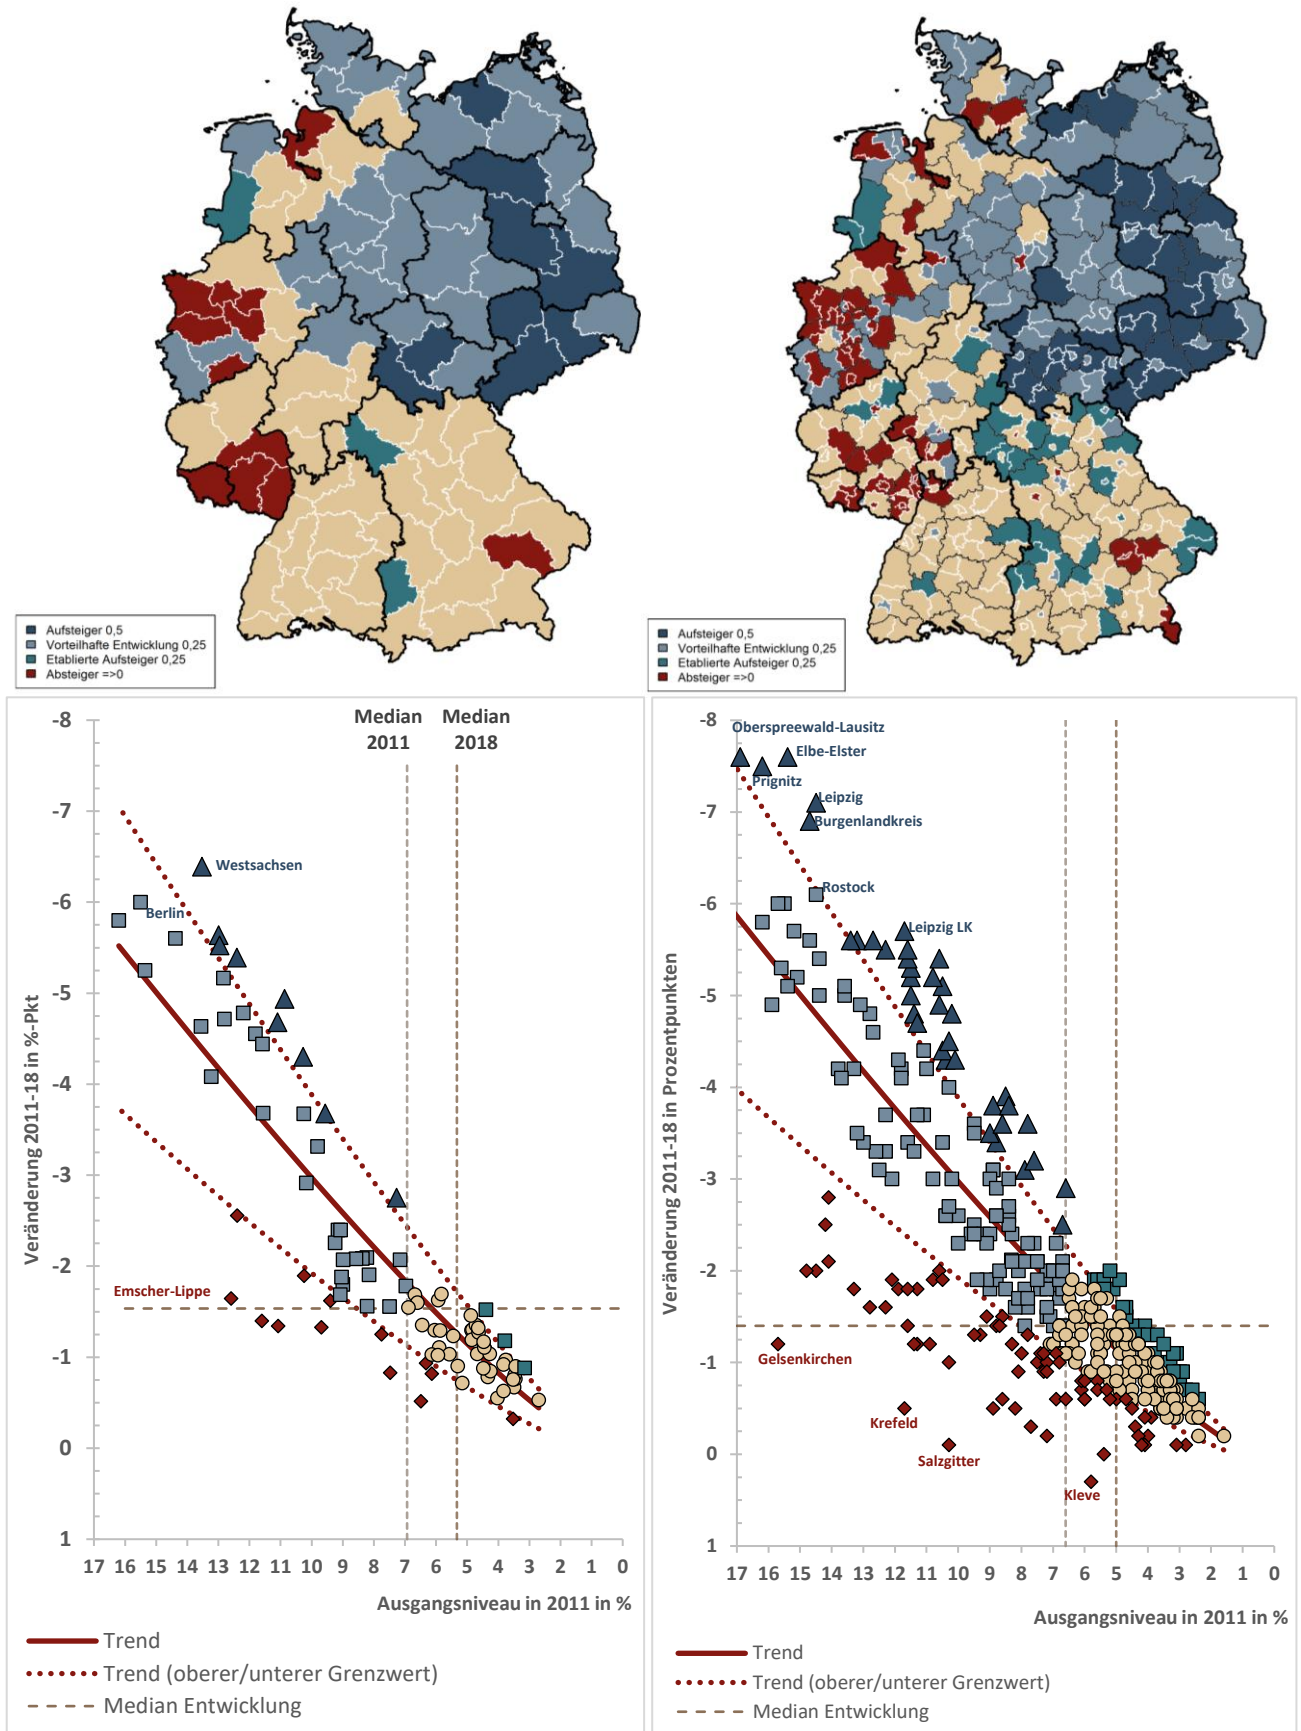 Aufsteiger 0,5
Vorteilhafte Entwicklung 0,25
Etablierte Aufsteiger 0,25
Absteiger =>0
Aufsteiger 0,5
Vorteilhafte Entwicklung 0,25
Etablierte Aufsteiger 0,25
Absteiger =>0
Median
2011
Median
2018
Veränderung 2011-18 in %-Pkt
-8
-7
-6
-5
-4
-3
-2
-1
0
1
Westsachsen
Berlin
Emscher-Lippe
17 16 15 14 13 12 11 10 9 8 7 6 5 4 3 2 1 0
Ausgangsniveau in 2011 in %
Trend
Trend (oberer/unterer Grenzwert)
Median Entwicklung
Veränderung 2011-18 in Prozentpunkten
-8
-7
-6
-5
-4
-3
-2
-1
0
1
Oberspreewald-Lausitz
Elbe-Elster
Prignitz
Leipzig
Burgenlandkreis
Rostock
Leipzig LK
Gelsenkirchen
Krefeld
Salzgitter
Kleve
17 16 15 14 13 12 11 10 9 8 7 6 5 4 3 2 1 0
Ausgangsniveau in 2011 in %
Trend
Trend (oberer/unterer Grenzwert)
Median Entwicklung